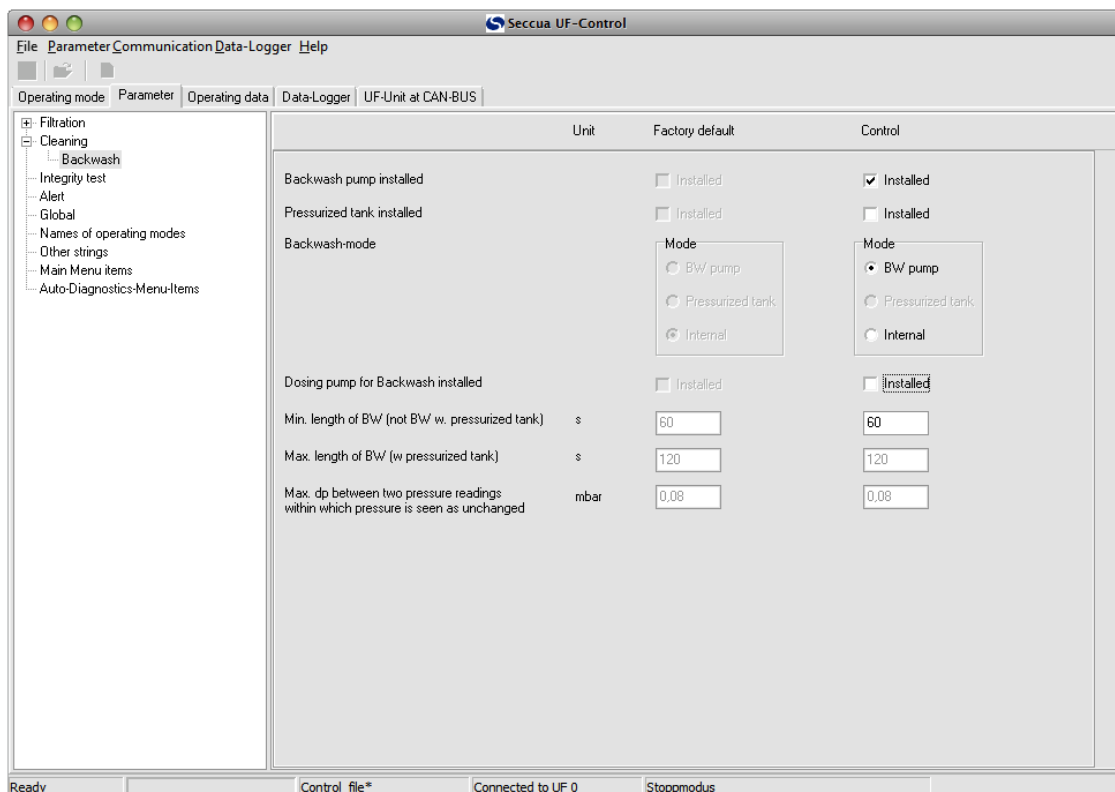 Seccua UF-Control
File Parameter Communication Data-Logger Help
Operating mode Parameter Operating data Data-Logger UF-Unit at CAN-BUS
Filtration
Cleaning
Backwash
Integrity test
Alert
Global
Names of operating modes
Other strings
Main Menu items
Auto-Diagnostics-Menu-Items
Unit Factory default Control
Backwash pump installed Installed Installed
Pressurized tank installed Installed Installed
Backwash-mode Mode Mode
BW pump BW pump
Pressurized tank Pressurized tank
Internal Internal
Dosing pump for Backwash installed Installed Installed
Min. length of BW (not BW w. pressurized tank) s 60 60
Max. length of BW (w pressurized tank) s 120 120
Max. dp between two pressure readings
within which pressure is seen as unchanged mbar 0,08 0,08
Ready Control_file* Connected to UF 0 Stoppmodus